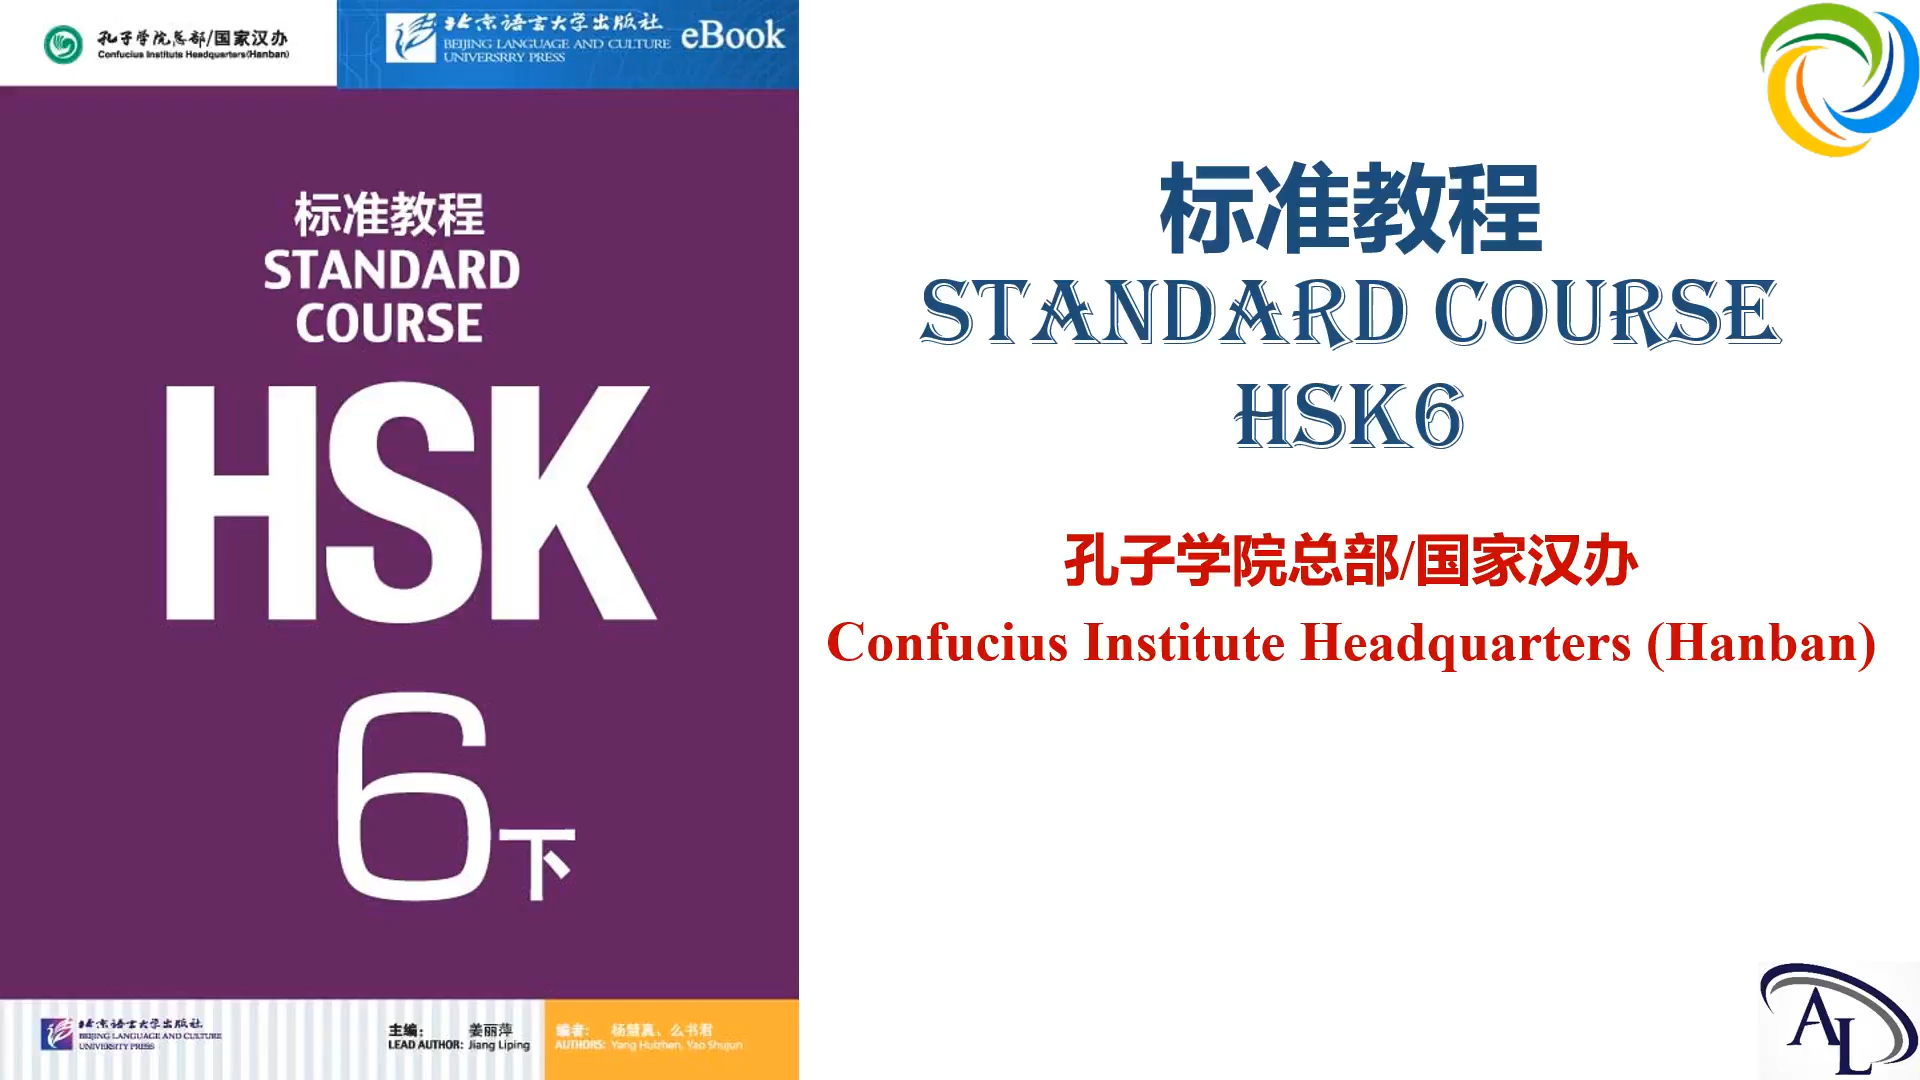 孔子学院总部/国家汉办
Confucius Institute Headquarters(Hanban)
北京语言大学出版社
BEIJING LANGUAGE AND CULTURE
UNIVERSRRY PRESS
eBook
标准教程
STANDARD
COURSE
HSK
6下
北京语言大学出版社
BEIJING LANGUAGE AND CULTURE
UNIVERSITY PRESS
主编: 姜丽萍
LEAD AUTHOR: Jiang Liping
编者: 杨慧真、么书君
AUTHORS: Yang Huizhen, Yao Shujun
标准教程
STANDARD COURSE
HSK6
孔子学院总部/国家汉办
Confucius Institute Headquarters (Hanban)
AL